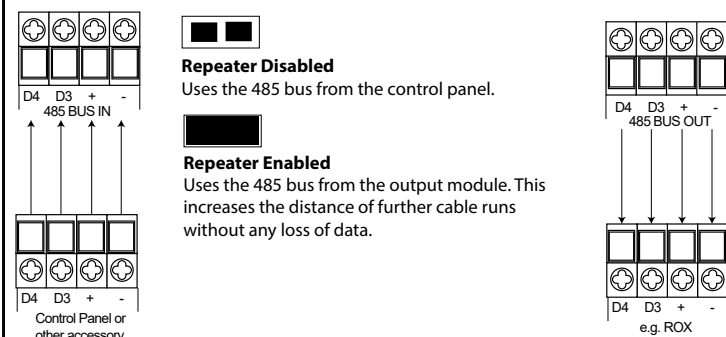 D4 D3 + -
485 BUS IN
Control Panel or
other accessory
D4 D3 + -
Repeater Disabled
Uses the 485 bus from the control panel.
Repeater Enabled
Uses the 485 bus from the output module. This
increases the distance of further cable runs
without any loss of data.
D4 D3 + -
485 BUS OUT
D4 D3 + -
e.g. ROX